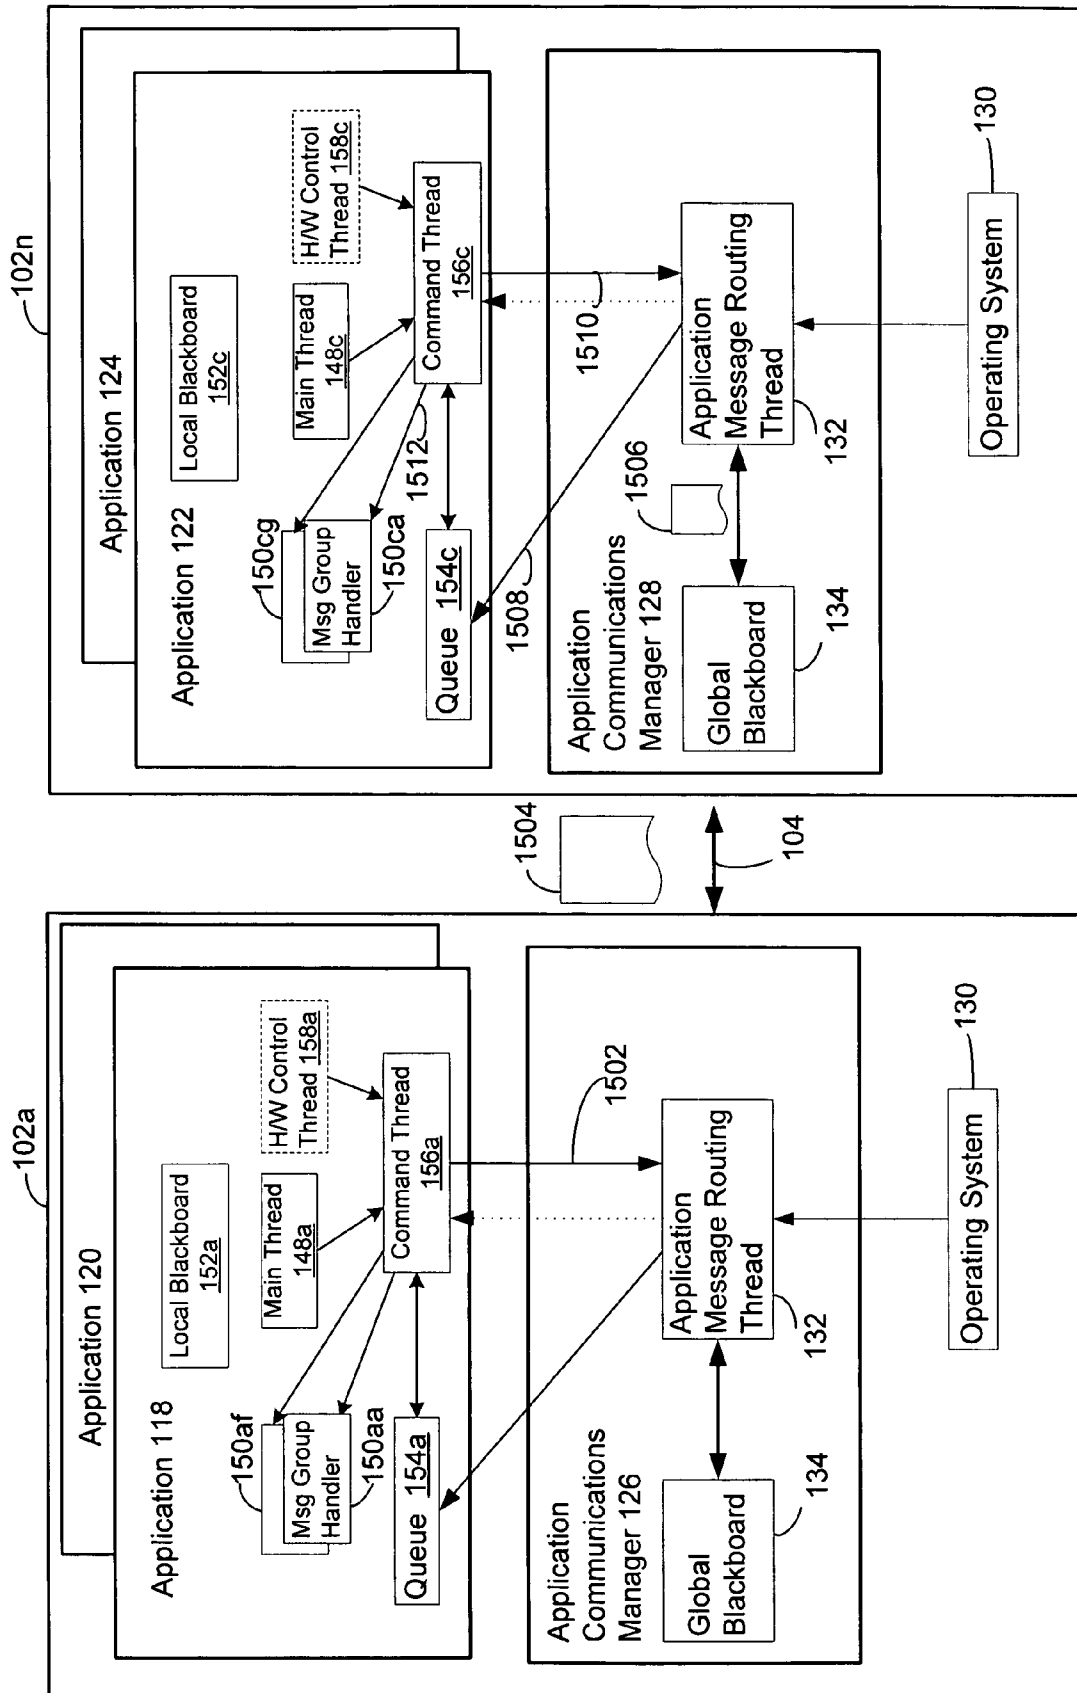 102a
Application 120
Application 118
Local Blackboard
152a
H/W Control
Thread 158a
Main Thread
148a
150af
Msg Group
Handler
150aa
Command Thread
156a
Queue 154a
1502
Application
Communications
Manager 126
Application
Message Routing
Thread
132
Global
Blackboard
134
130
Operating System
1504
104
102n
Application 124
Application 122
Local Blackboard
152c
H/W Control
Thread 158c
Main Thread
148c
150cg
Msg Group
Handler
150ca
Command Thread
156c
1512
Queue 154c
1508
1510
Application
Communications
Manager 128
1506
Application
Message Routing
Thread
132
Global
Blackboard
134
130
Operating System